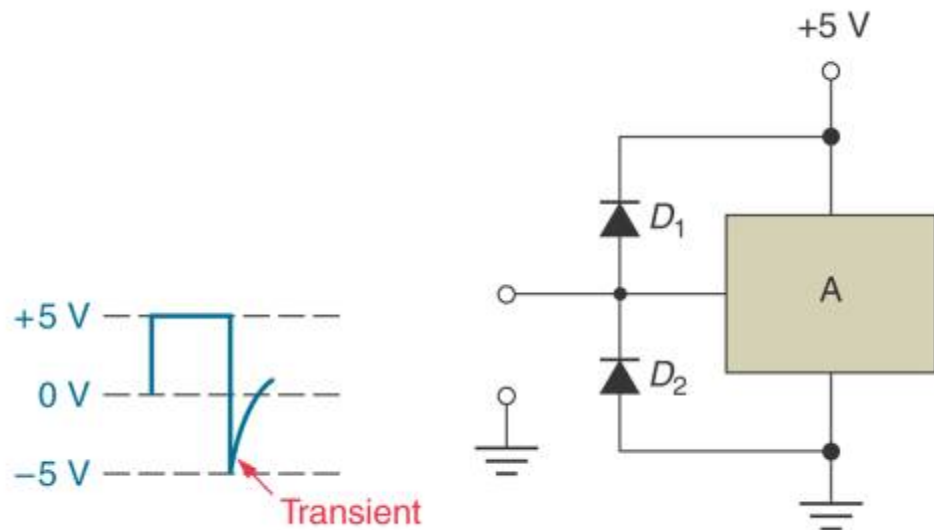 +5 V
D1
A
+5 V
0 V
D2
−5 V
Transient